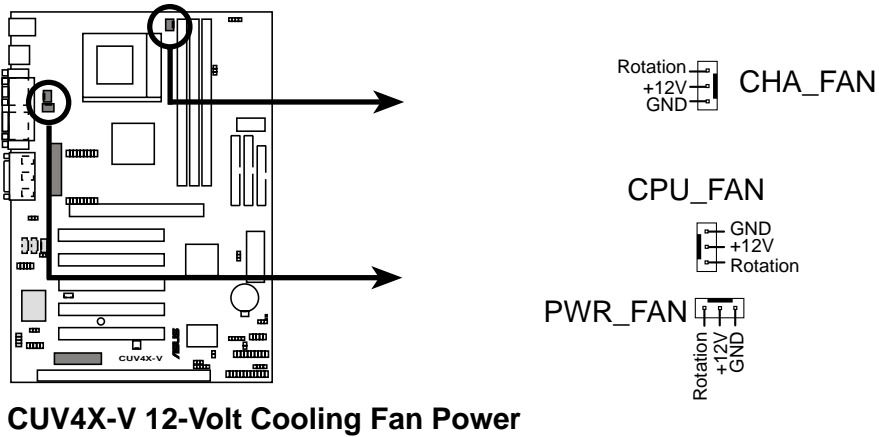 Rotation
+12V
GND
CHA_FAN
CPU_FAN
GND
+12V
Rotation
PWR_FAN
Rotation
+12V
GND
CUV4X-V
ASUS
CUV4X-V 12-Volt Cooling Fan Power